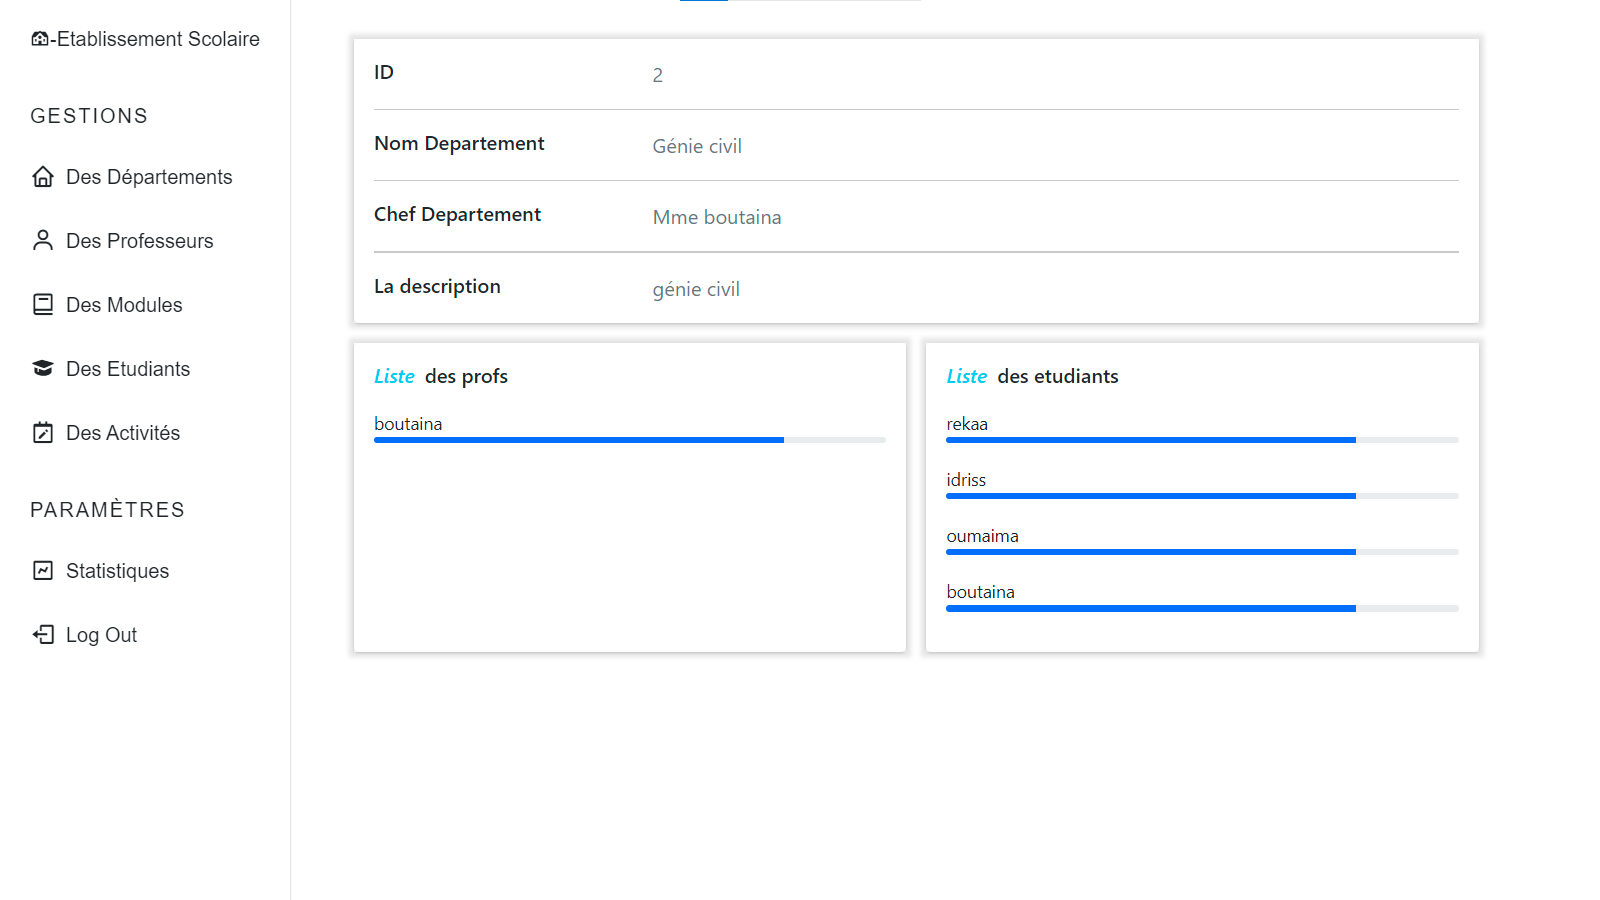 -Etablissement Scolaire
GESTIONS
Des Départements
Des Professeurs
Des Modules
Des Etudiants
Des Activités
PARAMÈTRES
Statistiques
Log Out
ID 2
Nom Departement Génie civil
Chef Departement Mme boutaina
La description génie civil
Liste des profs
boutaina
Liste des etudiants
rekaa
idriss
oumaima
boutaina